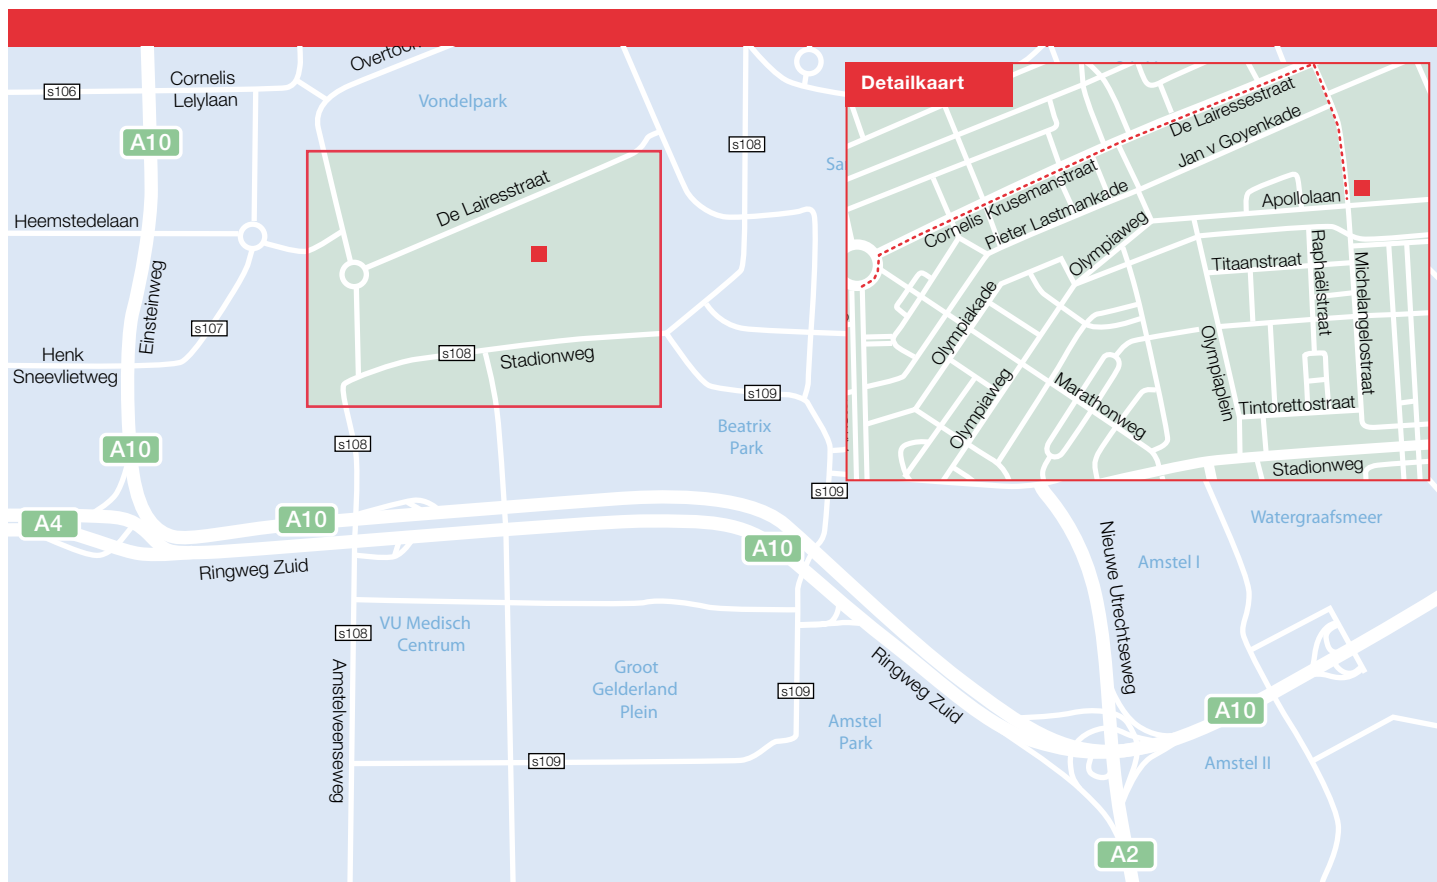 Overtoom
Cornelis
Lelylaan
s106
Vondelpark
A10
s108
Detailkaart
De Lairessestraat
Jan v Goyenkade
Cornelis Krusemanstraat
Pieter Lastmankade
Apollolaan
Olympiaweg
Titaanstraat
Raphaëlstraat
Michelangelostraat
Olympiakade
Olympiaplein
Olympiaweg
Marathonweg
Tintorettostraat
Stadionweg
De Lairesstraat
Heemstedelaan
Einsteinweg
s107
Henk
Sneevlietweg
s108
Stadionweg
s109
Beatrix
Park
s108
A10
s109
A4
A10
A10
Ringweg Zuid
Watergraafsmeer
Amstel I
Nieuwe Utrechtseweg
VU Medisch
Centrum
s108
Amstelveenseweg
Groot
Gelderland
Plein
s109
Ringweg Zuid
Amstel
Park
A10
s109
Amstel II
A2